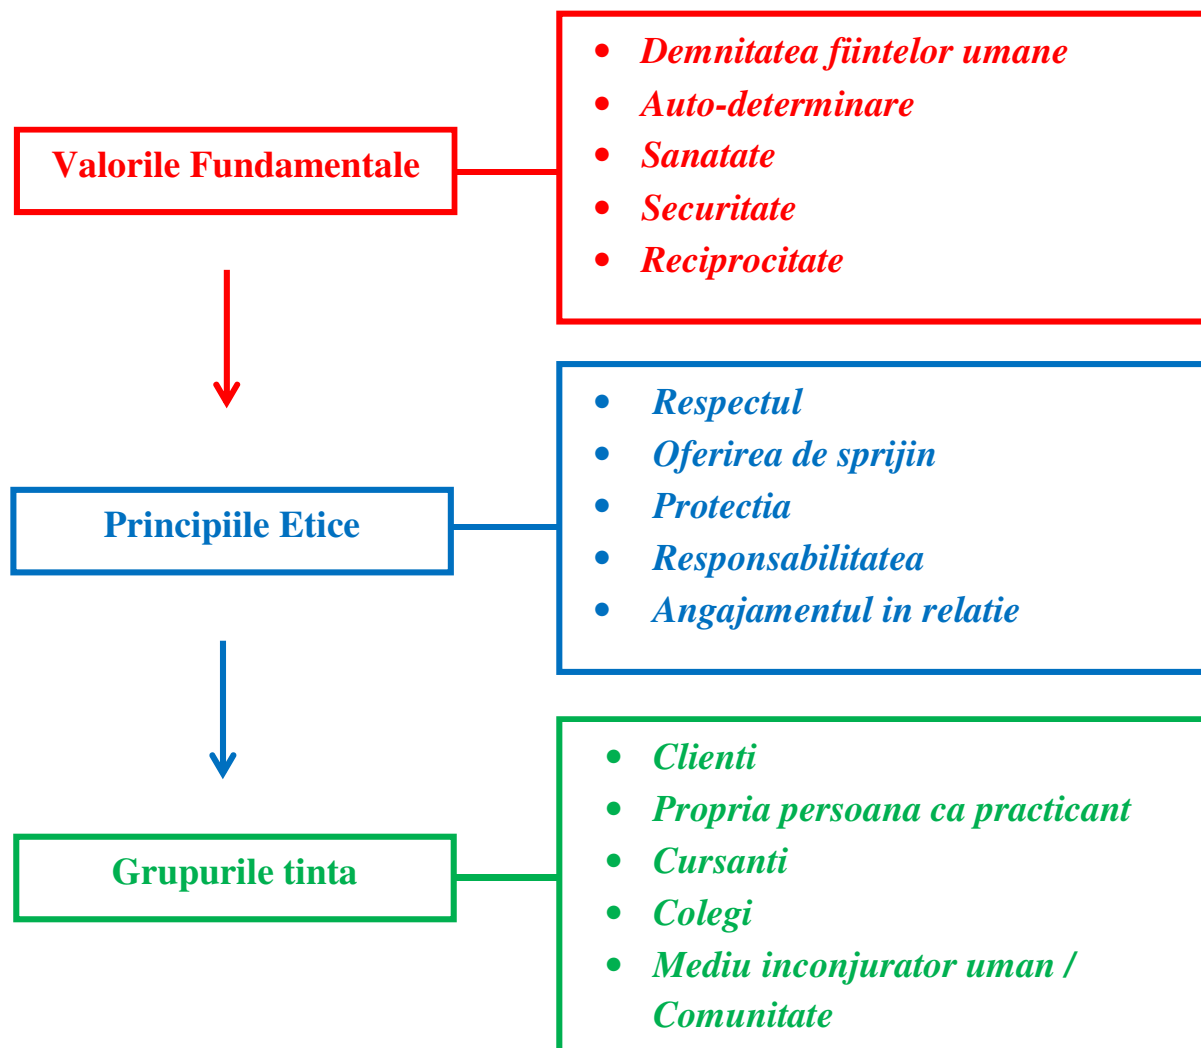 Valorile Fundamentale
• Demnitatea fiintelor umane
• Auto-determinare
• Sanatate
• Securitate
• Reciprocitate
Principiile Etice
• Respectul
• Oferirea de sprijin
• Protectia
• Responsabilitatea
• Angajamentul in relatie
Grupurile tinta
• Clienti
• Propria persoana ca practicant
• Cursanti
• Colegi
• Mediu inconjurator uman /
Comunitate